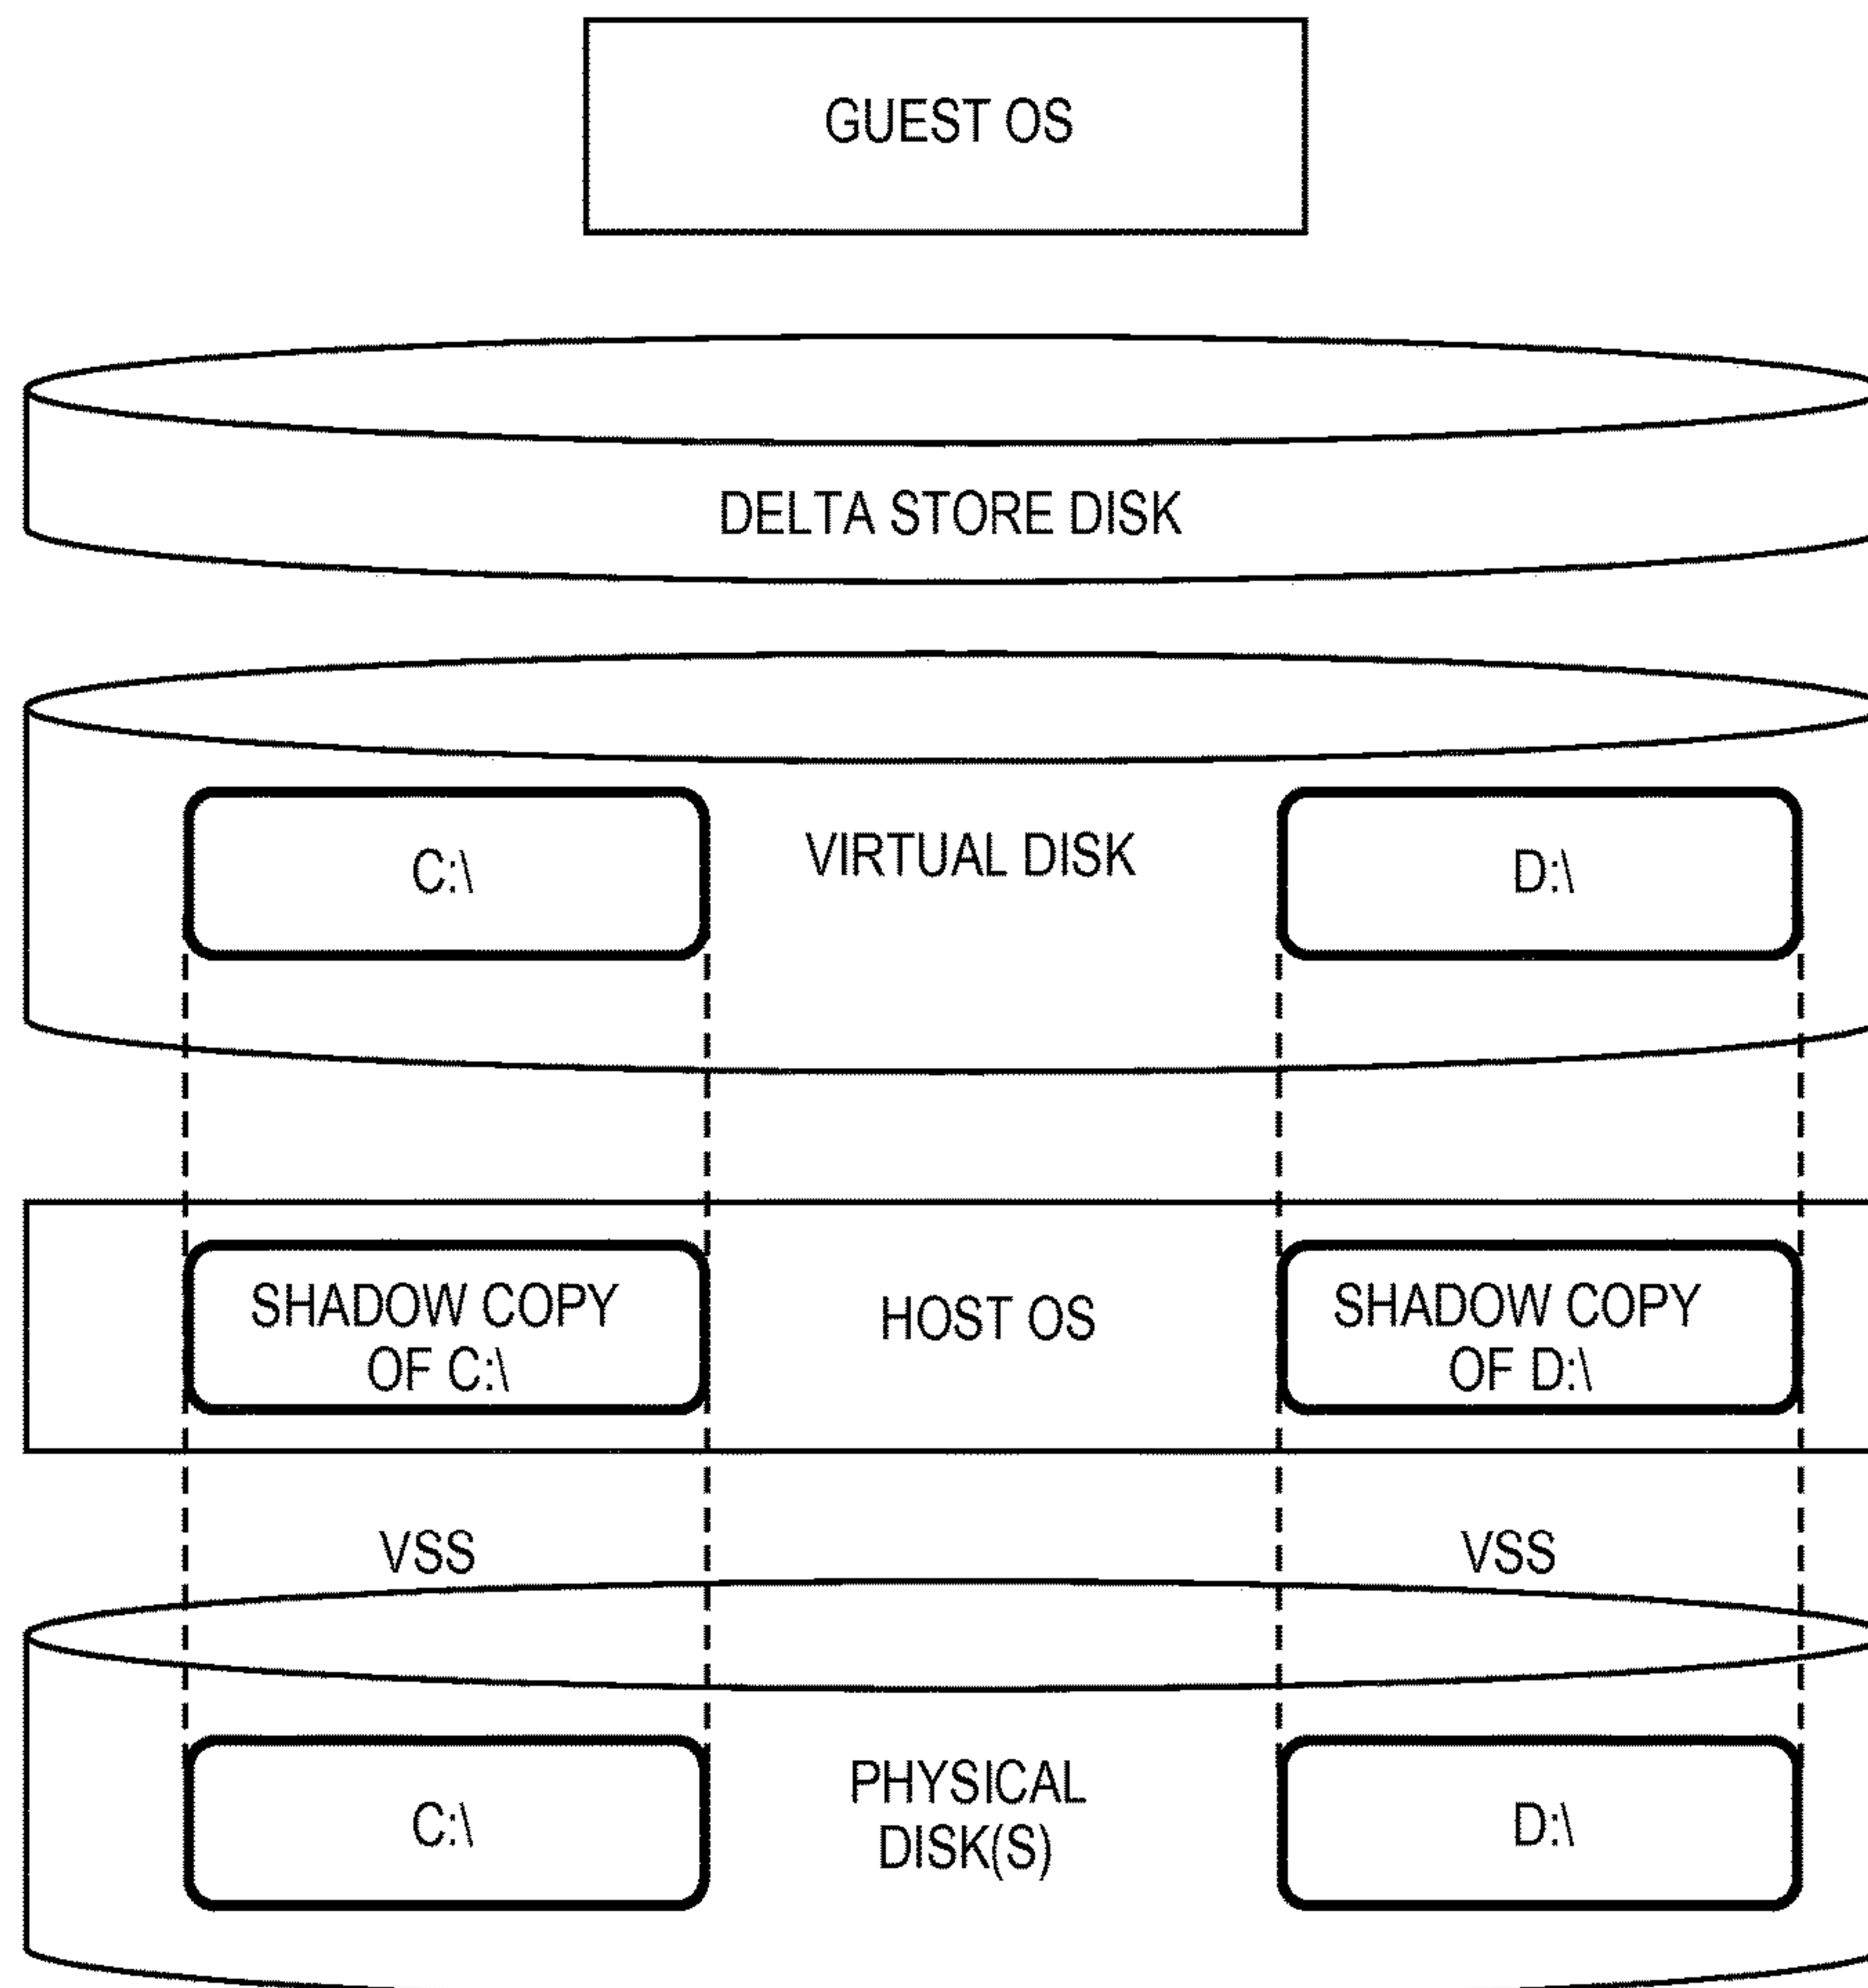 GUEST OS
DELTA STORE DISK
C:\
VIRTUAL DISK
D:\
SHADOW COPY
OF C:\
HOST OS
SHADOW COPY
OF D:\
VSS
VSS
C:\
PHYSICAL
DISK(S)
D:\